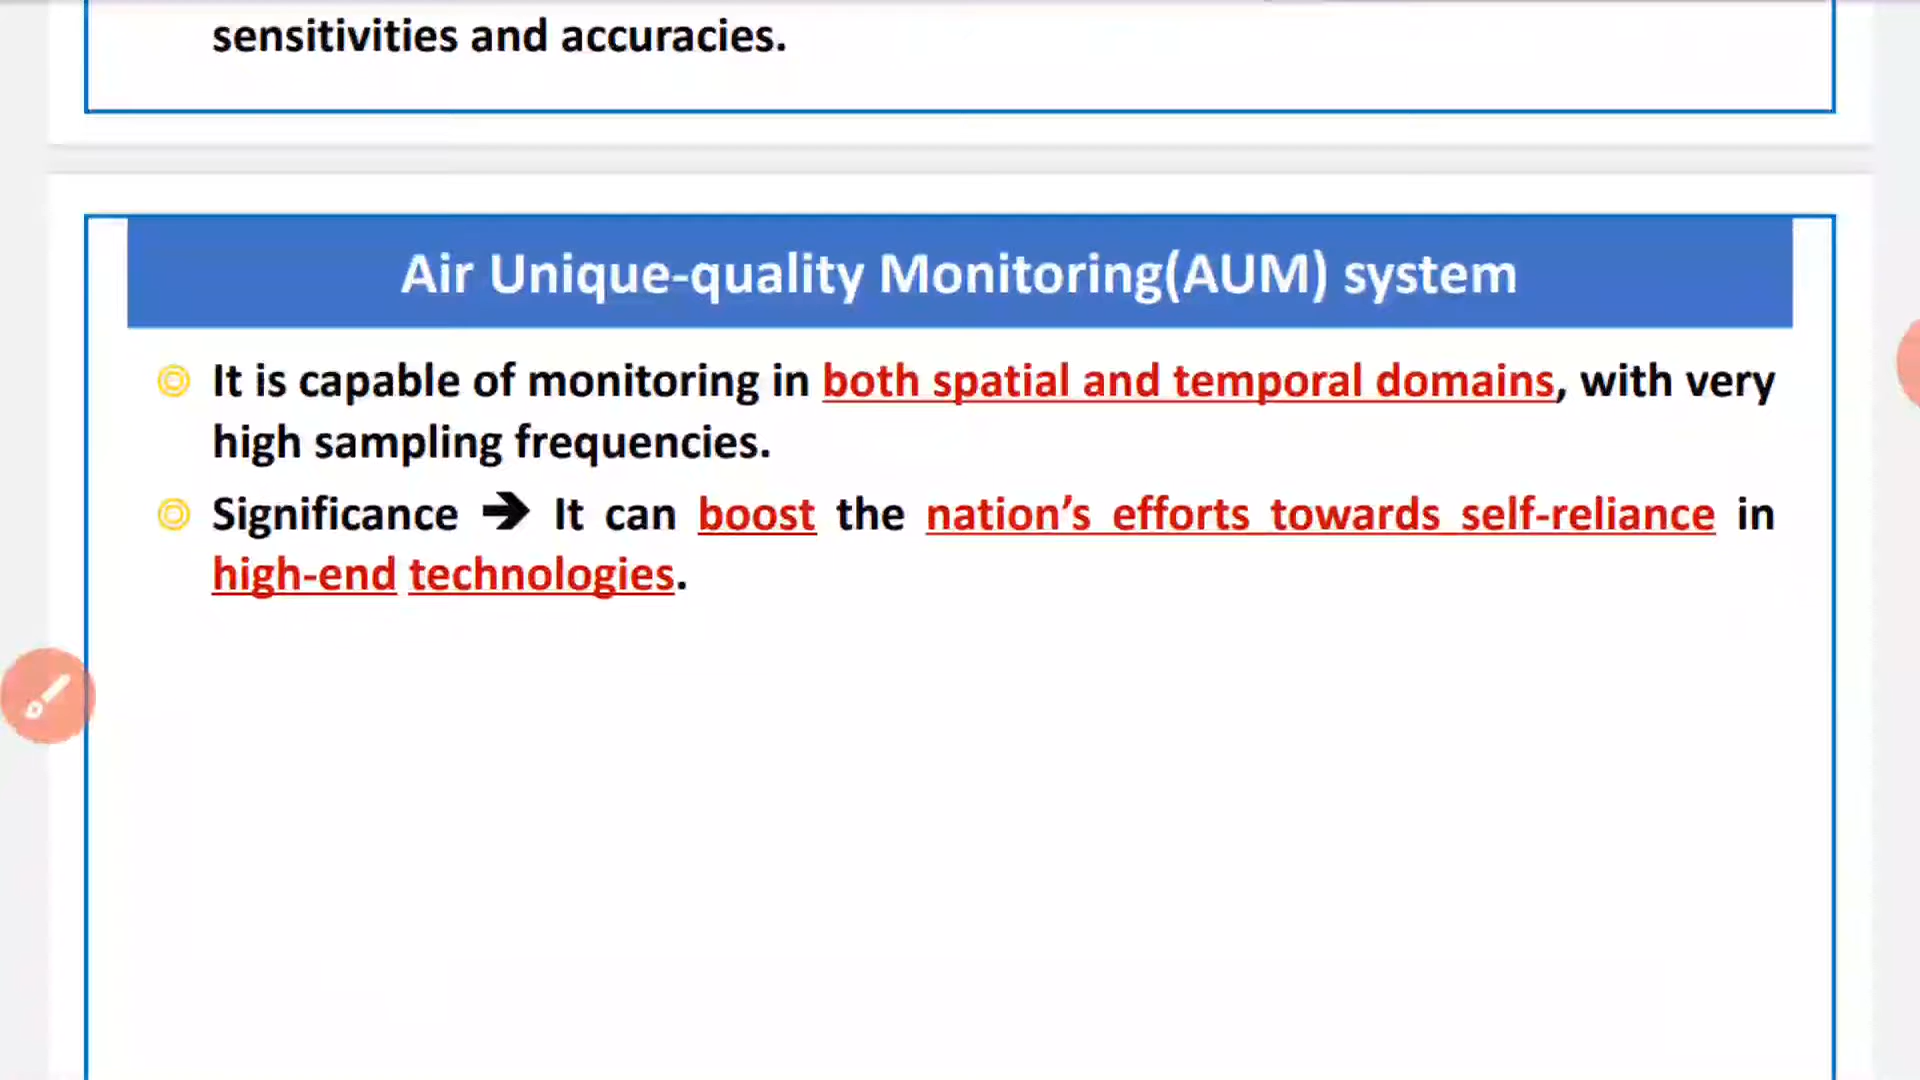 sensitivities and accuracies.
Air Unique-quality Monitoring(AUM) system
It is capable of monitoring in both spatial and temporal domains, with very
high sampling frequencies.
Significance ➔ It can boost the nation’s efforts towards self-reliance in
high-end technologies.